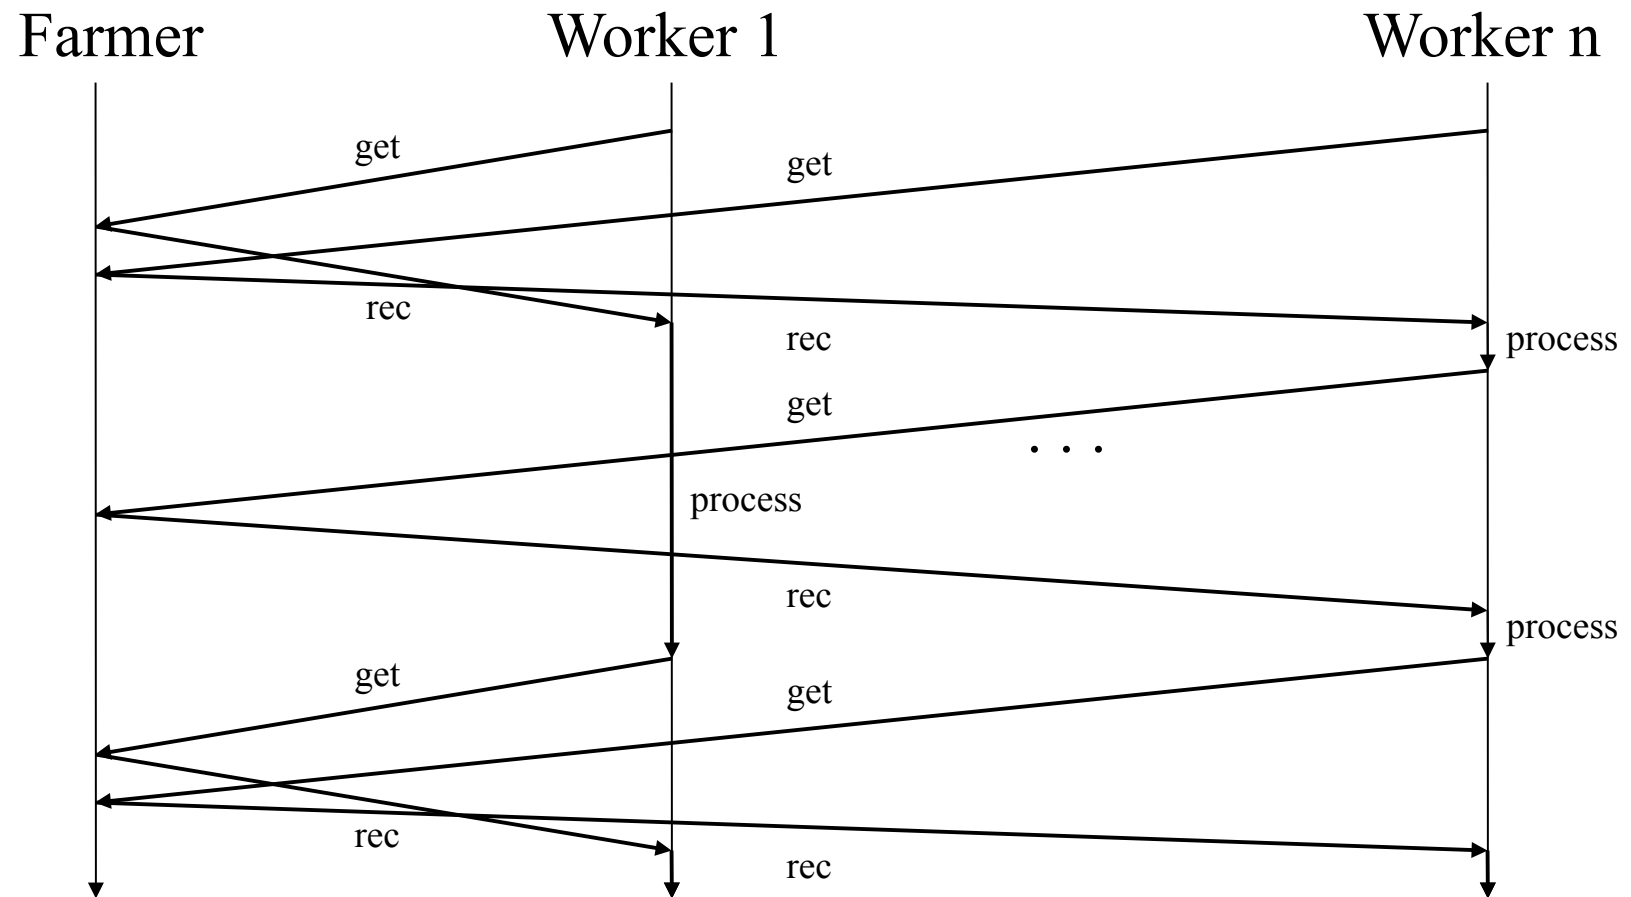 Farmer
Worker 1
Worker n
get
get
rec
rec
process
get
. . .
process
rec
process
get
get
rec
rec